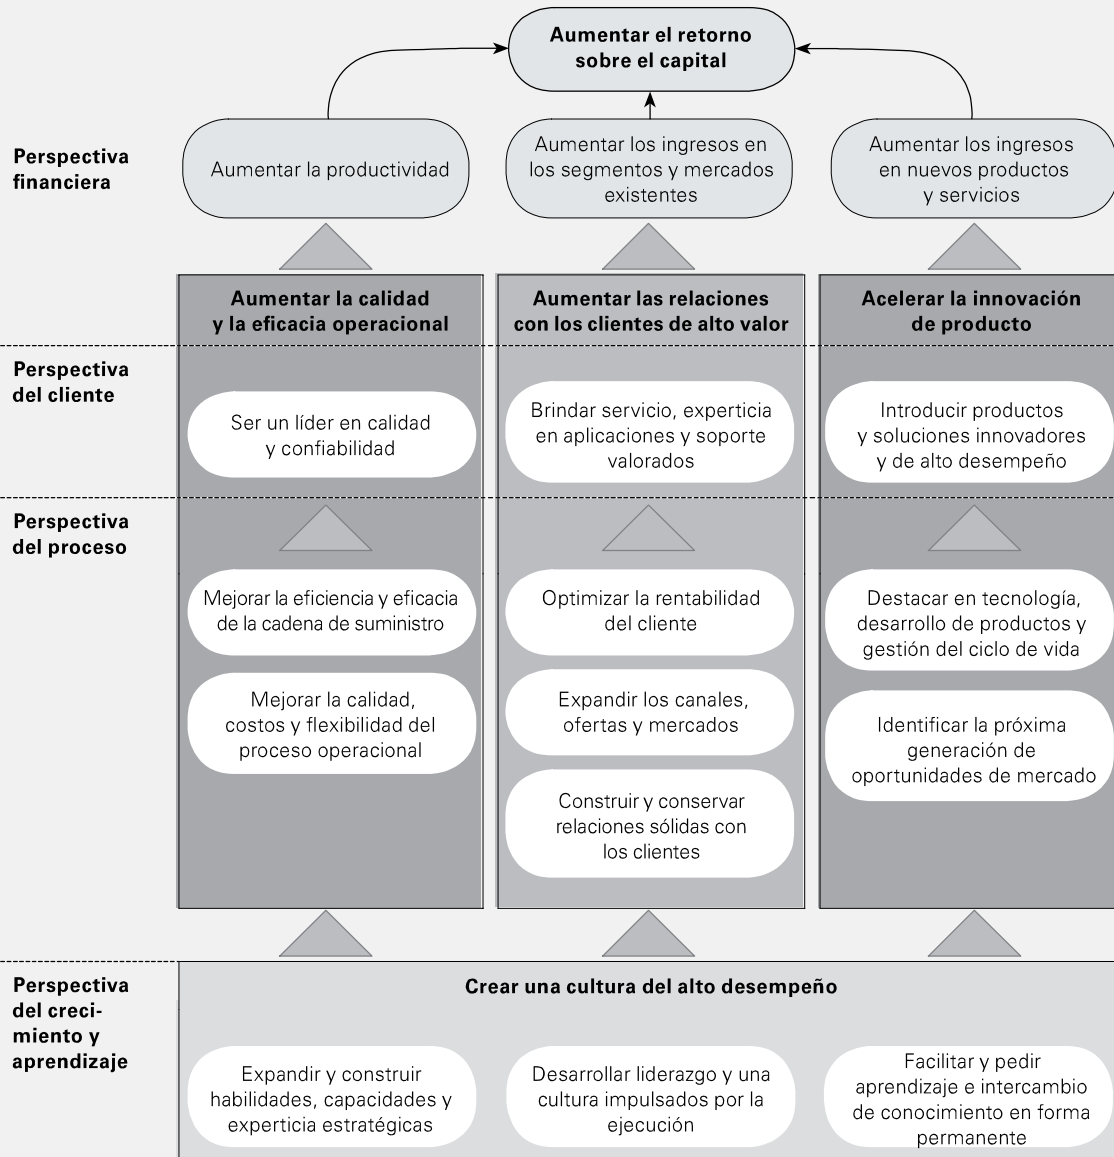 Aumentar el retorno
sobre el capital
Perspectiva
financiera
Aumentar la productividad
Aumentar los ingresos en
los segmentos y mercados
existentes
Aumentar los ingresos
en nuevos productos
y servicios
Aumentar la calidad
y la eficacia operacional
Aumentar las relaciones
con los clientes de alto valor
Acelerar la innovación
de producto
Perspectiva
del cliente
Ser un líder en calidad
y confiabilidad
Brindar servicio, experticia
en aplicaciones y soporte
valorados
Introducir productos
y soluciones innovadores
y de alto desempeño
Perspectiva
del proceso
Mejorar la eficiencia y eficacia
de la cadena de suministro
Optimizar la rentabilidad
del cliente
Destacar en tecnología,
desarrollo de productos y
gestión del ciclo de vida
Mejorar la calidad,
costos y flexibilidad del
proceso operacional
Expandir los canales,
ofertas y mercados
Identificar la próxima
generación de
oportunidades de mercado
Construir y conservar
relaciones sólidas con
los clientes
Perspectiva
del creci-
miento y
aprendizaje
Crear una cultura del alto desempeño
Expandir y construir
habilidades, capacidades y
experticia estratégicas
Desarrollar liderazgo y una
cultura impulsados por la
ejecución
Facilitar y pedir
aprendizaje e intercambio
de conocimiento en forma
permanente